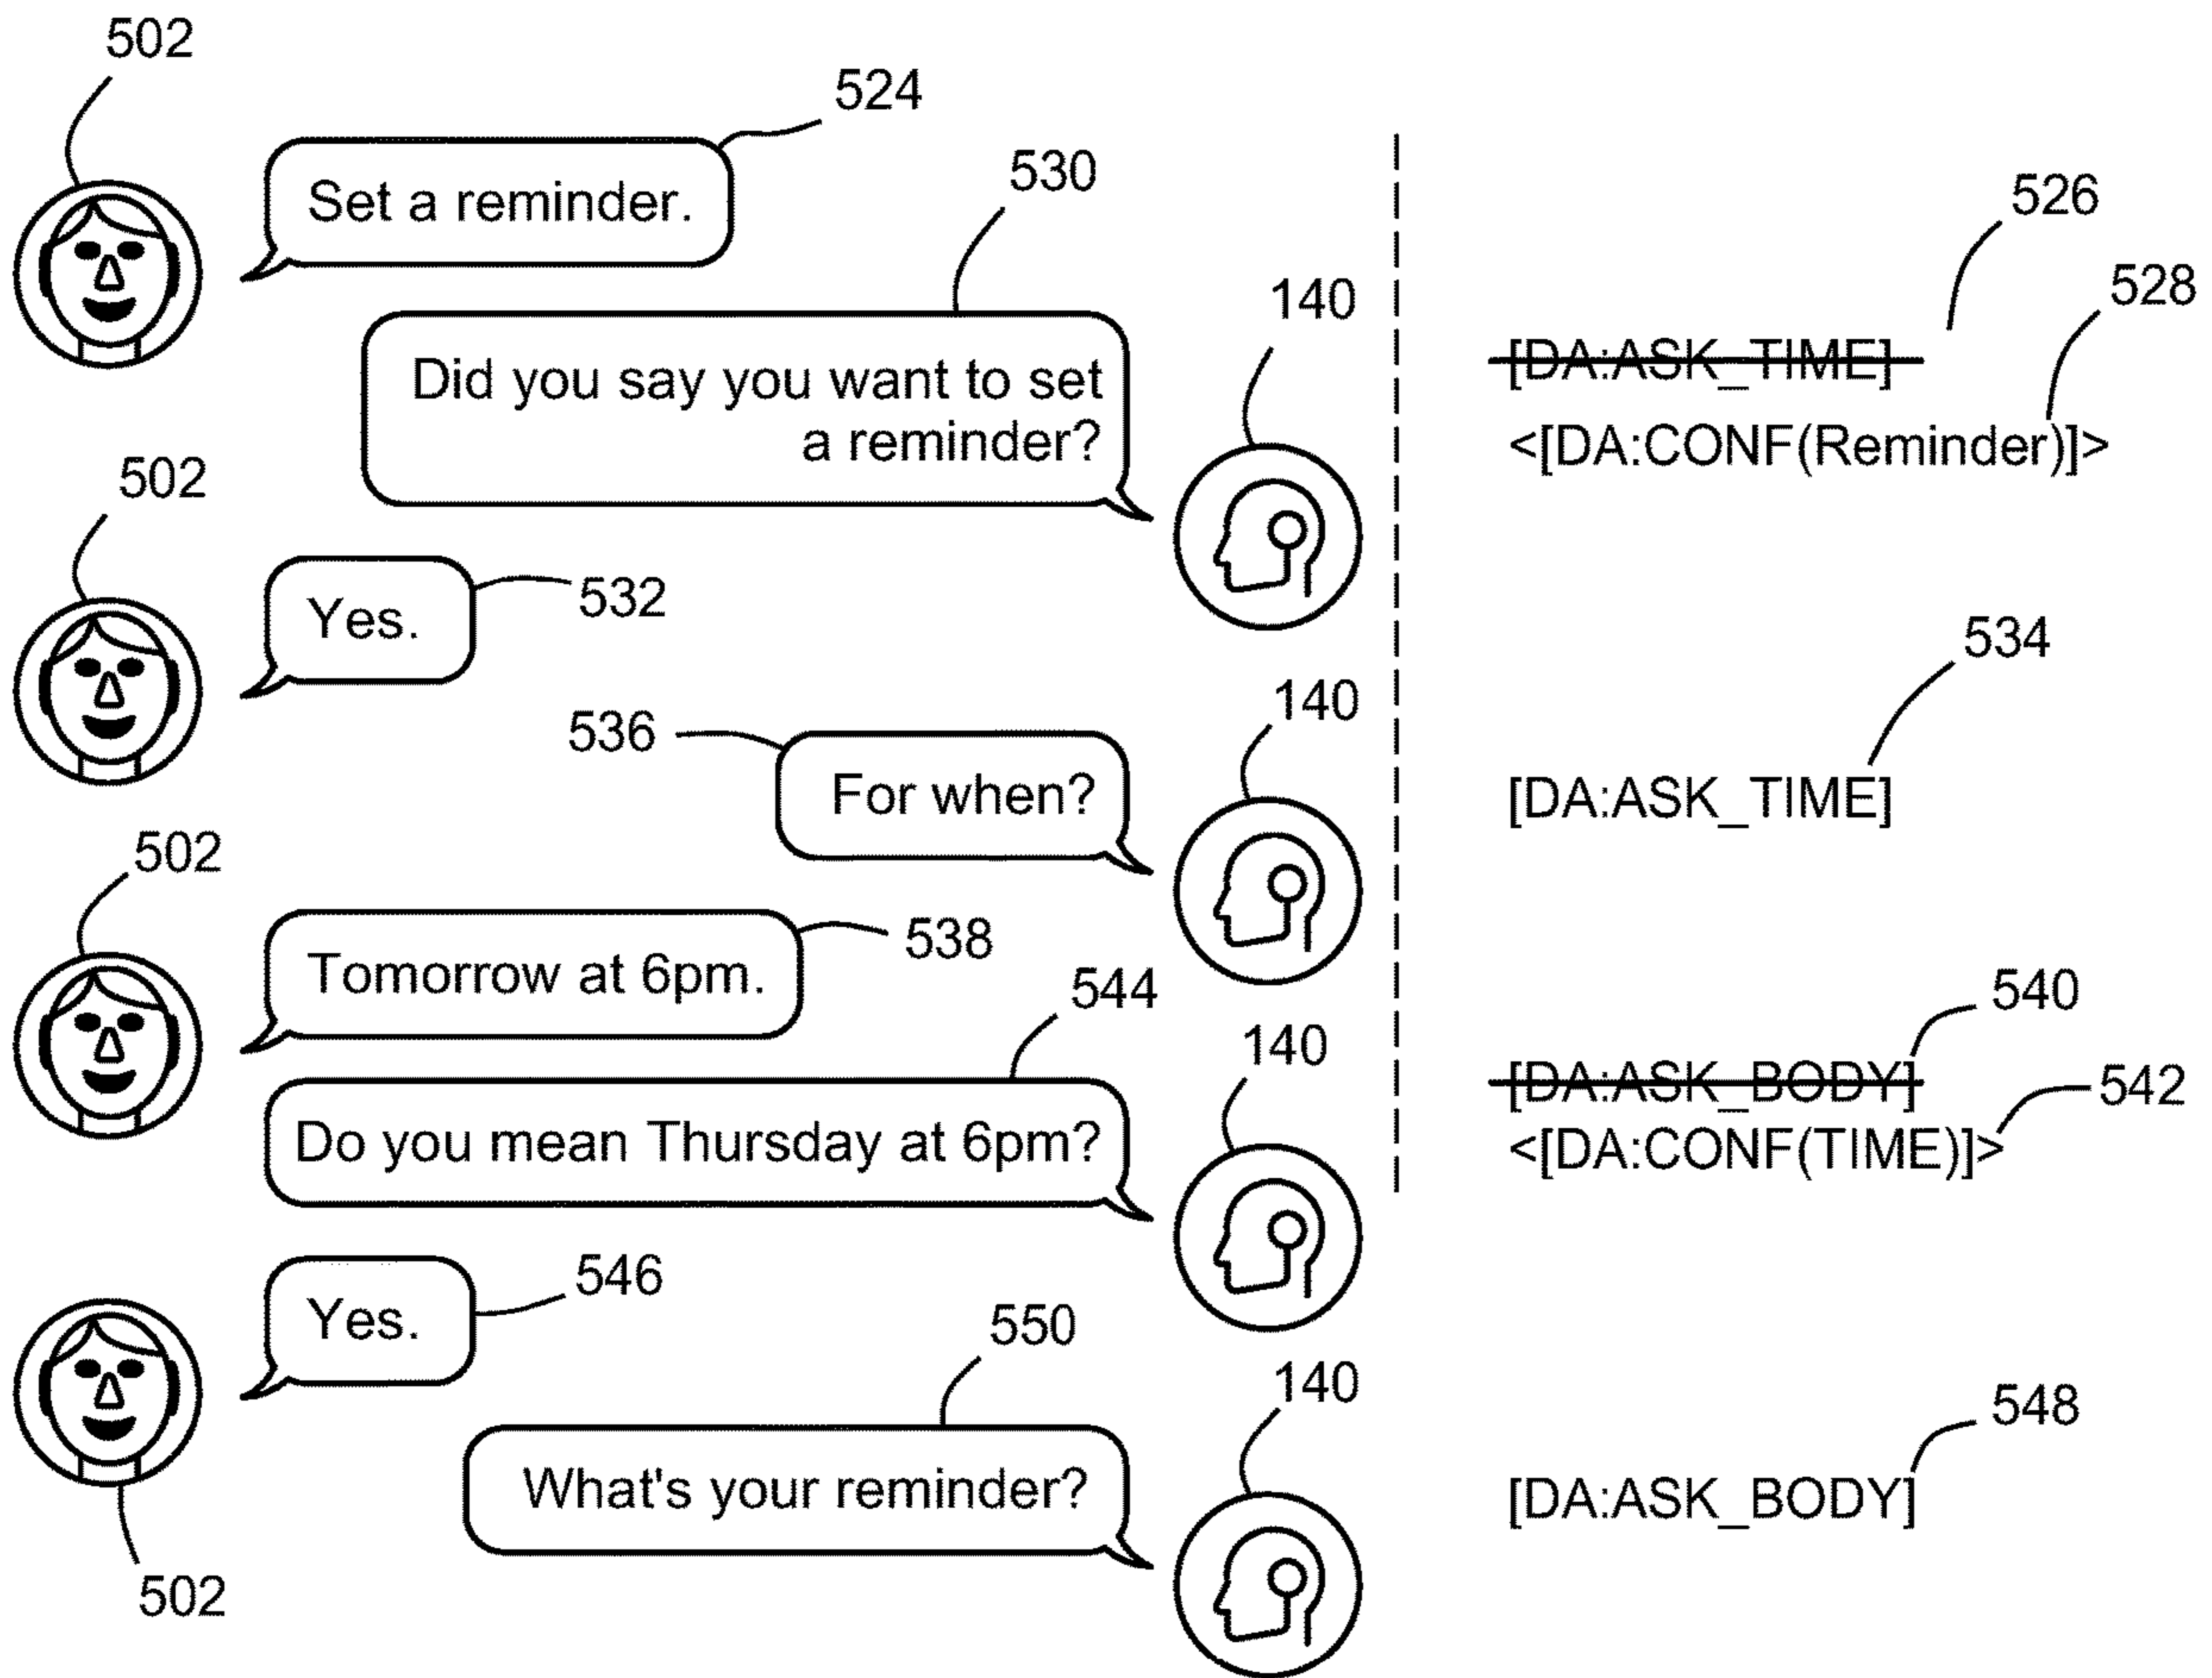 502
524
Set a reminder.
530
526
140
528
Did you say you want to set
a reminder?
[DA:ASK_TIME]
<[DA:CONF(Reminder)]>
502
Yes.
532
534
140
536
For when?
[DA:ASK_TIME]
502
Tomorrow at 6pm.
538
544
540
140
[DA:ASK_BODY]
542
Do you mean Thursday at 6pm?
<[DA:CONF(TIME)]>
Yes.
546
550
140
548
What's your reminder?
[DA:ASK_BODY]
502